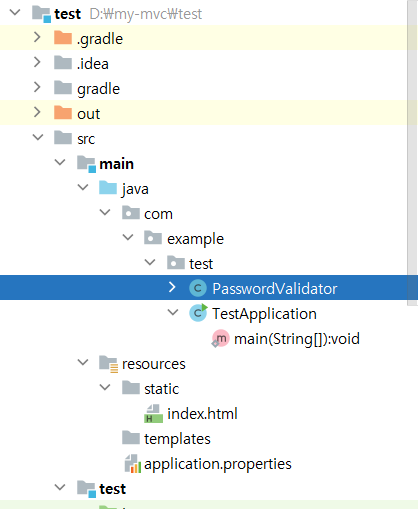 test D:₩my-mvc₩test
.gradle
.idea
gradle
out
src
main
java
com
example
test
C PasswordValidator
C TestApplication
m main(String[]):void
resources
static
H index.html
templates
application.properties
test